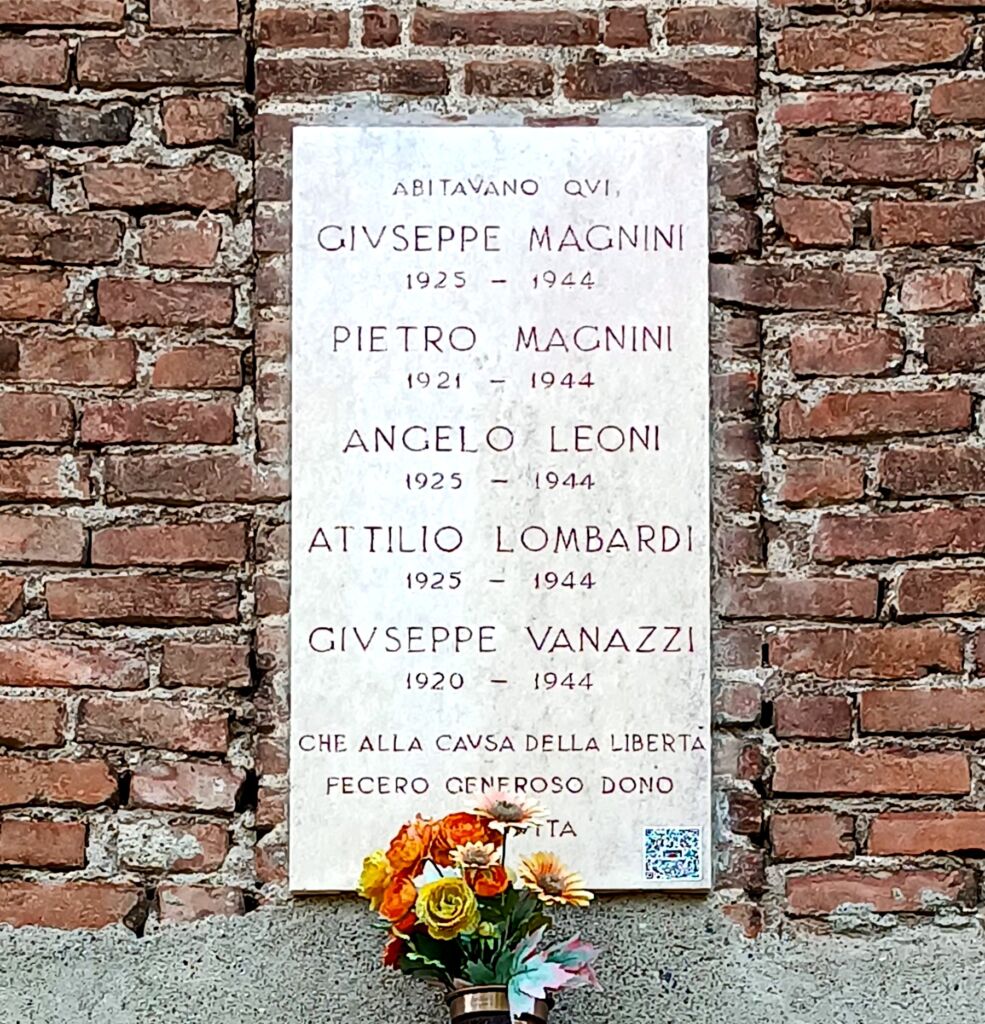 ABITAVANO QVI,
GIVSEPPE MAGNINI
1925 - 1944
PIETRO MAGNINI
1921 - 1944
ANGELO LEONI
1925 - 1944
ATTILIO LOMBARDI
1925 - 1944
GIVSEPPE VANAZZI
1920 - 1944
CHE ALLA CAVSA DELLA LIBERTÀ
FECERO GENEROSO DONO